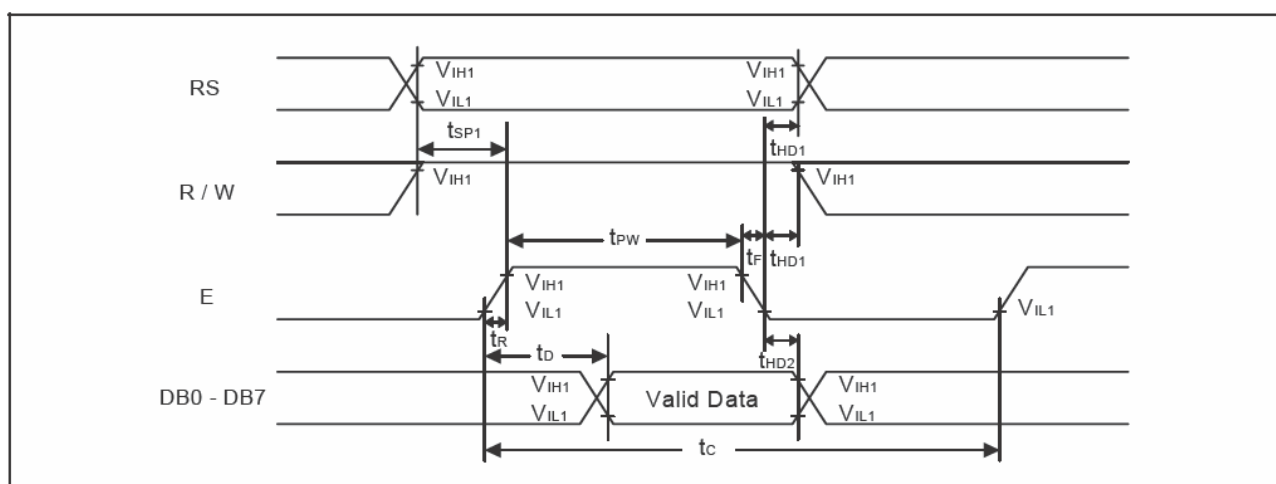 RS
VIH1
VIL1
VIH1
VIL1
tSP1
tHD1
R / W
VIH1
VIH1
tPW
tF
tHD1
E
VIH1
VIL1
VIH1
VIL1
VIL1
tR
tD
tHD2
DB0 - DB7
VIH1
VIL1
Valid Data
VIH1
VIL1
tC